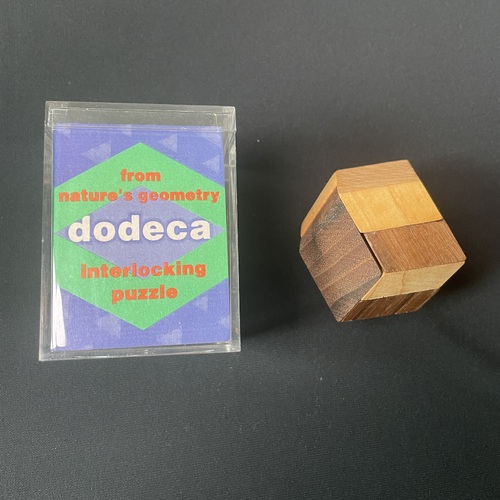 from
nature's geometry
dodeca
interlocking
puzzle